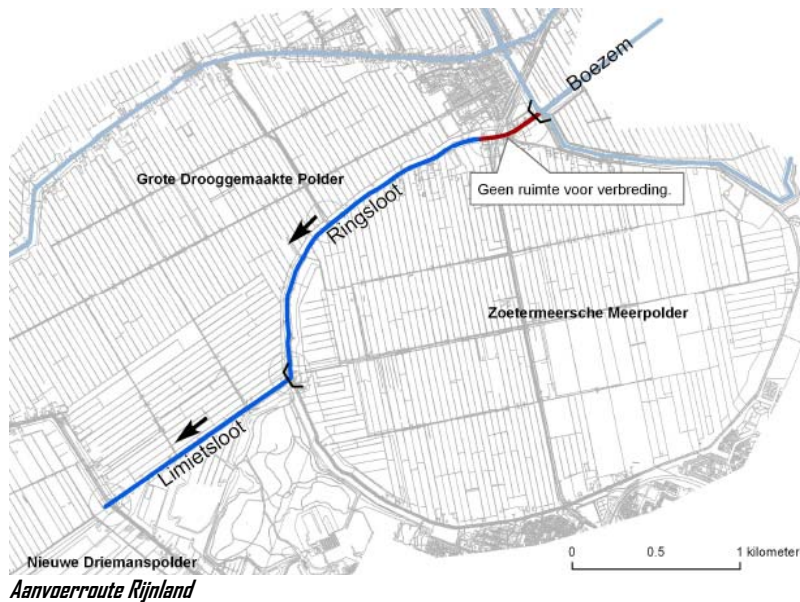 Boezem
Grote Drooggemaakte Polder
Geen ruimte voor verbreding.
Ringsloot
Zoetermeersche Meerpolder
Limietsloot
0 0.5 1 kilometer
Nieuwe Driemanspolder
Aanvoerroute Rijnland